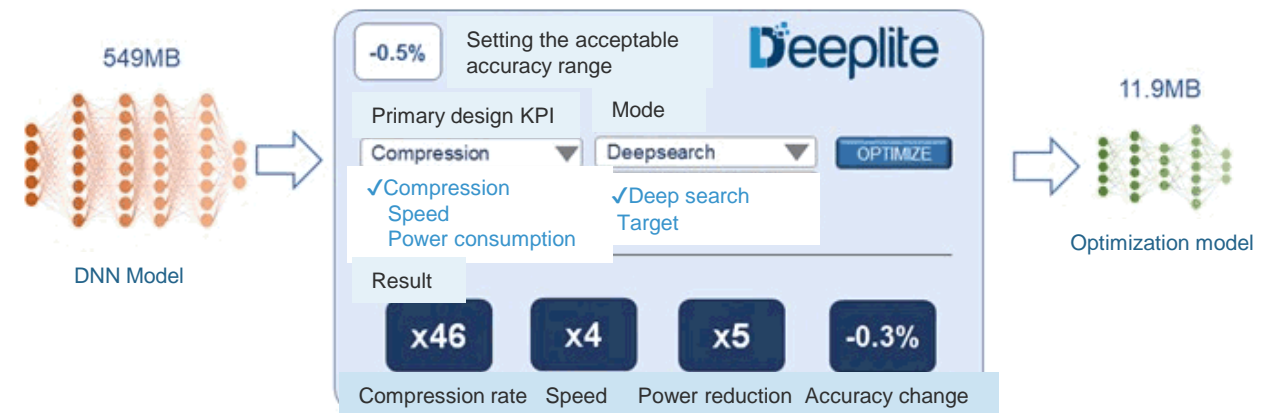 549MB
DNN Model
-0.5%
Setting the acceptable
accuracy range
Deeplite
Primary design KPI
Mode
Compression
Deepsearch
OPTIMIZE
✓Compression
Speed
Power consumption
✓Deep search
Target
Result
x46
x4
x5
-0.3%
Compression rate
Speed
Power reduction
Accuracy change
11.9MB
Optimization model